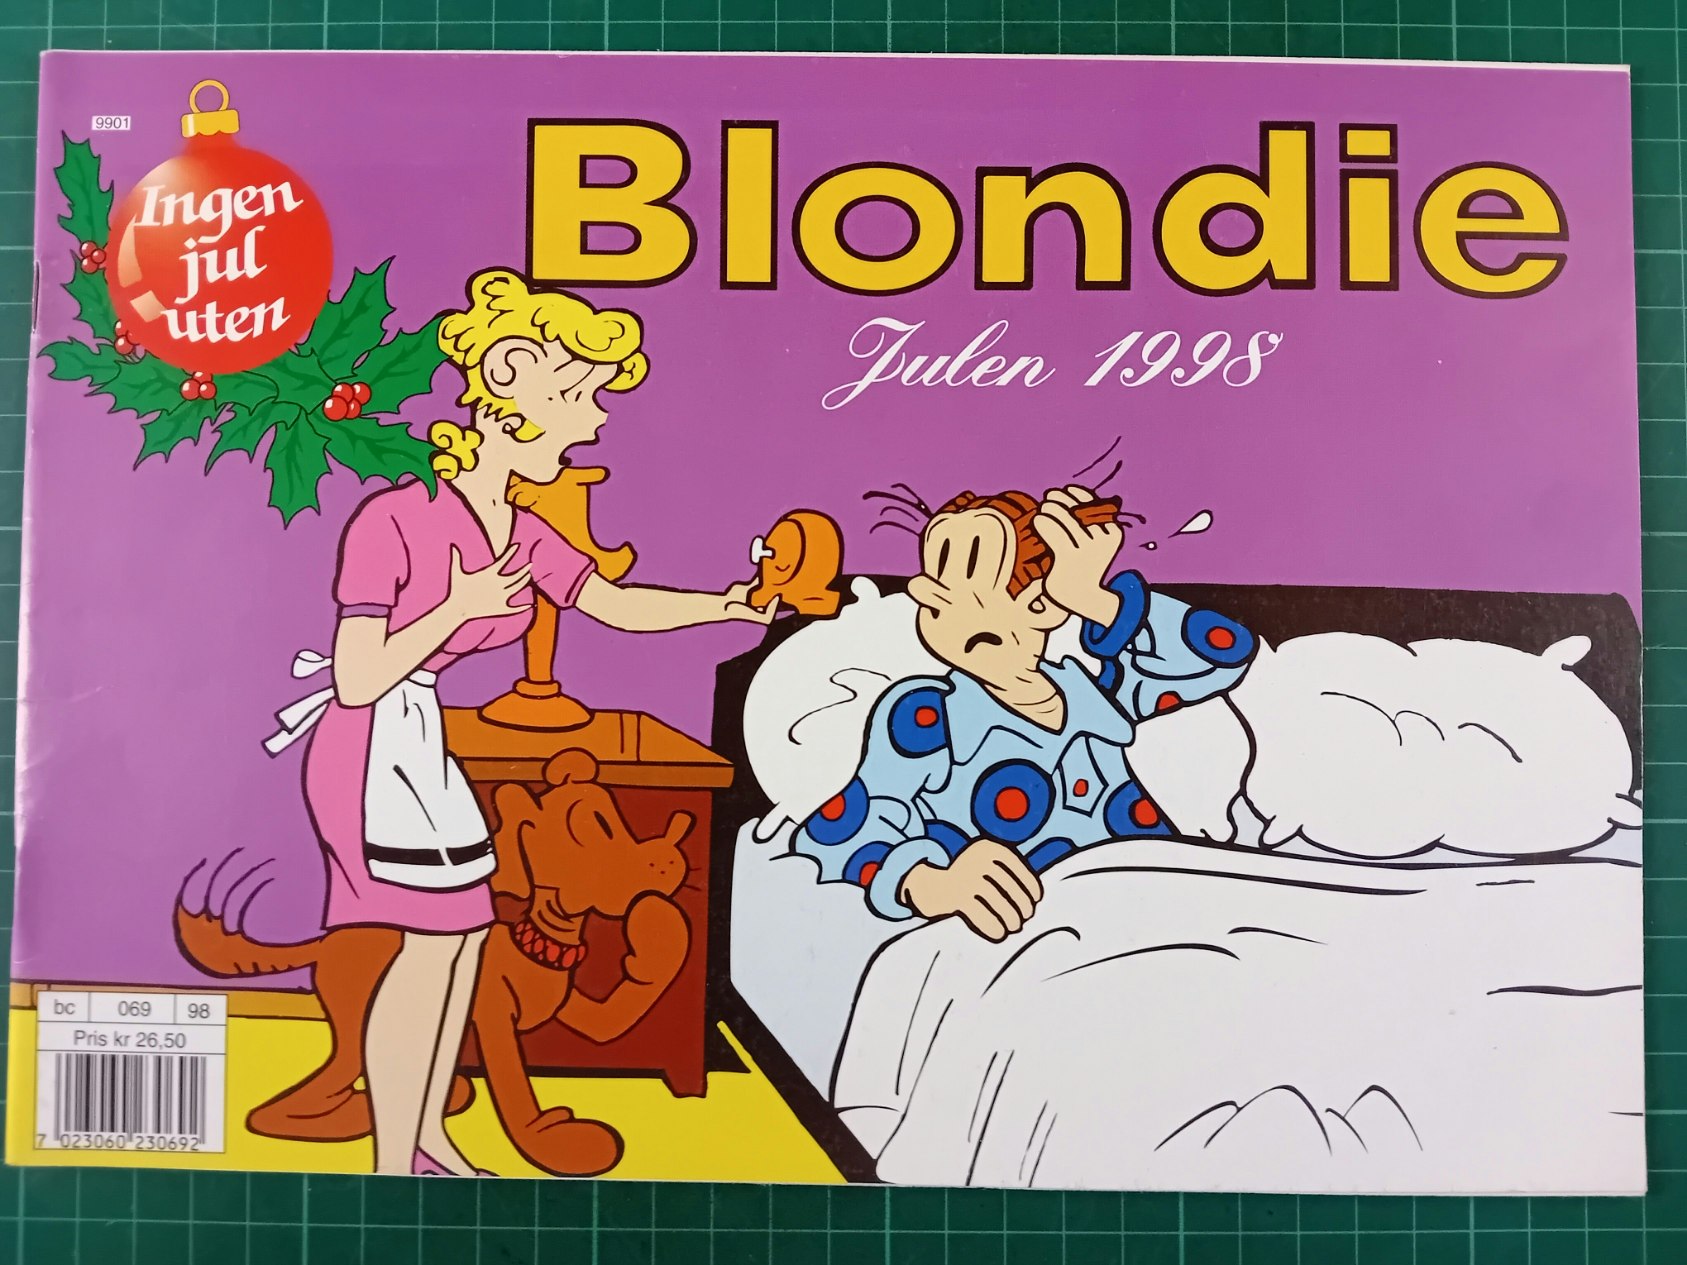 9901
Ingen
jul
uten
Blondie
Julen 1998
bc 069 98
Pris kr 26,50
7 023060 230692